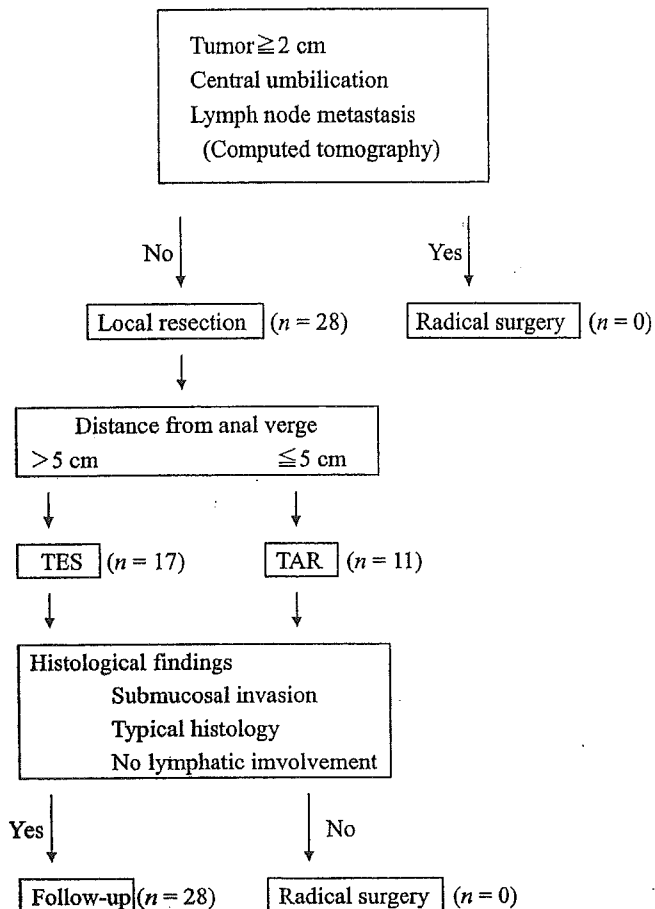 Tumor≧2 cm
Central umbilication
Lymph node metastasis
(Computed tomography)
No
Yes
Local resection (n = 28)
Radical surgery (n = 0)
Distance from anal verge
>5 cm
≦5 cm
TES (n = 17)
TAR (n = 11)
Histological findings
Submucosal invasion
Typical histology
No lymphatic imvolvement
Yes
No
Follow-up (n = 28)
Radical surgery (n = 0)